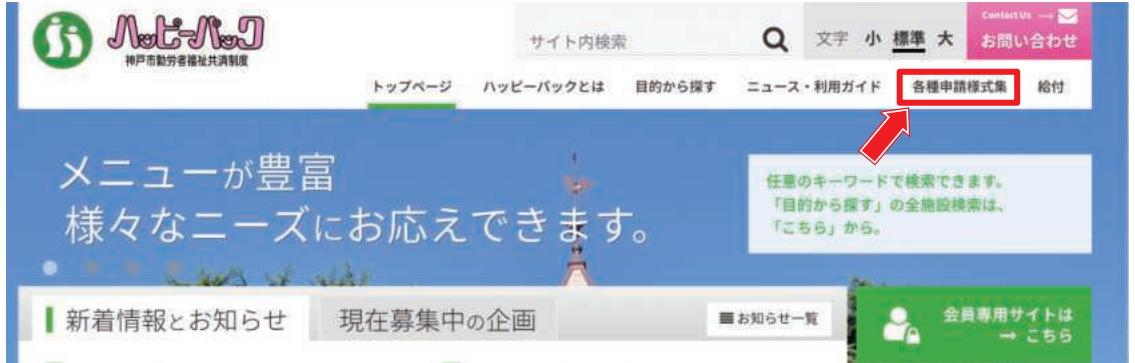 ハッピーパック
神戸市勤労者福祉共済制度
サイト内検索
文字 小 標準 大
Contact Us →
お問い合わせ
トップページ ハッピーパックとは 目的から探す ニュース・利用ガイド 各種申請様式集 給付
メニューが豊富
様々なニーズにお応えできます。
任意のキーワードで検索できます。
「目的から探す」の全施設検索は、
「こちら」から。
新着情報とお知らせ
現在募集中の企画
お知らせ一覧
会員専用サイトは
→ こちら